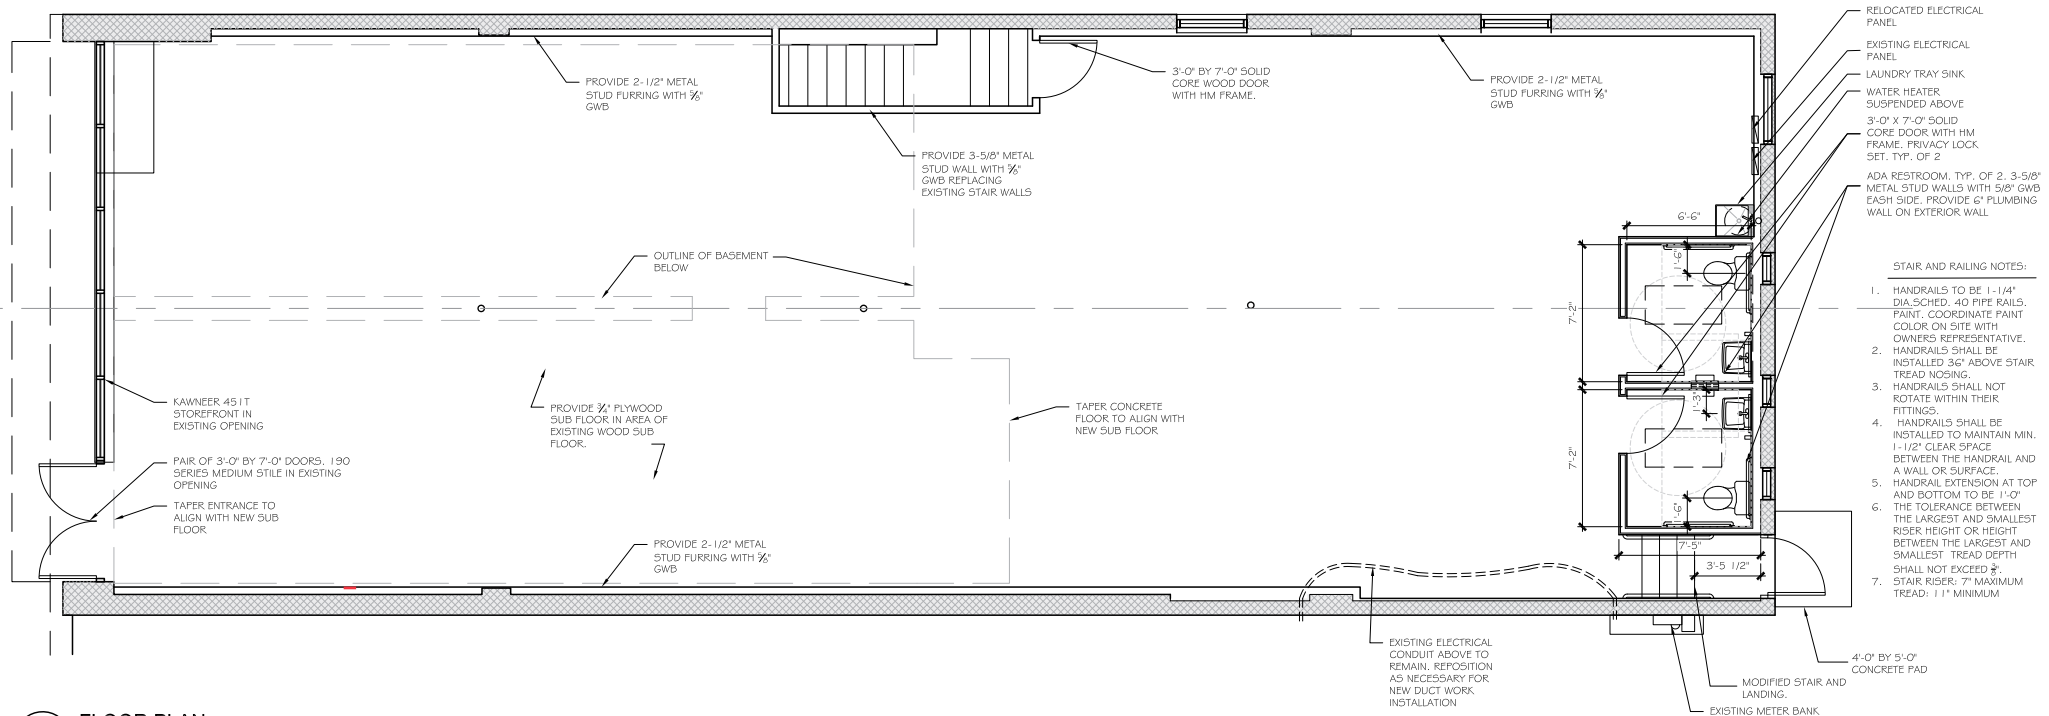 RELOCATED ELECTRICAL
PANEL
EXISTING ELECTRICAL
PANEL
LAUNDRY TRAY SINK
WATER HEATER
SUSPENDED ABOVE
3'-0" X 7'-0" SOLID
CORE DOOR WITH HM
FRAME. PRIVACY LOCK
SET. TYP. OF 2
ADA RESTROOM, TYP. OF 2. 3-5/8"
METAL STUD WALLS WITH 5/8" GWB
EASH SIDE. PROVIDE 6" PLUMBING
WALL ON EXTERIOR WALL
PROVIDE 2-1/2" METAL
STUD FURRING WITH 5/8"
GWB
3'-0" BY 7'-0" SOLID
CORE WOOD DOOR
WITH HM FRAME.
PROVIDE 2-1/2" METAL
STUD FURRING WITH 5/8"
GWB
PROVIDE 3-5/8" METAL
STUD WALL WITH 5/8"
GWB REPLACING
EXISTING STAIR WALLS
OUTLINE OF BASEMENT
BELOW
6'-6"
1'-6"
7'-2"
1'-3"
7'-2"
1'-6"
7'-5"
3'-5 1/2"
KAWNEER 451T
STOREFRONT IN
EXISTING OPENING
PROVIDE 3/4" PLYWOOD
SUB FLOOR IN AREA OF
EXISTING WOOD SUB
FLOOR.
TAPER CONCRETE
FLOOR TO ALIGN WITH
NEW SUB FLOOR
PAIR OF 3'-0" BY 7'-0" DOORS. 190
SERIES MEDIUM STILE IN EXISTING
OPENING
TAPER ENTRANCE TO
ALIGN WITH NEW SUB
FLOOR
PROVIDE 2-1/2" METAL
STUD FURRING WITH 5/8"
GWB
STAIR AND RAILING NOTES:
1. HANDRAILS TO BE 1-1/4"
DIA.SCHED. 40 PIPE RAILS.
PAINT. COORDINATE PAINT
COLOR ON SITE WITH
OWNERS REPRESENTATIVE.
2. HANDRAILS SHALL BE
INSTALLED 36" ABOVE STAIR
TREAD NOSING.
3. HANDRAILS SHALL NOT
ROTATE WITHIN THEIR
FITTINGS.
4. HANDRAILS SHALL BE
INSTALLED TO MAINTAIN MIN.
1-1/2" CLEAR SPACE
BETWEEN THE HANDRAIL AND
A WALL OR SURFACE.
5. HANDRAIL EXTENSION AT TOP
AND BOTTOM TO BE 1'-0"
6. THE TOLERANCE BETWEEN
THE LARGEST AND SMALLEST
RISER HEIGHT OR HEIGHT
BETWEEN THE LARGEST AND
SMALLEST TREAD DEPTH
SHALL NOT EXCEED 3/8".
7. STAIR RISER: 7" MAXIMUM
TREAD: 11" MINIMUM
EXISTING ELECTRICAL
CONDUIT ABOVE TO
REMAIN. REPOSITION
AS NECESSARY FOR
NEW DUCT WORK
INSTALLATION
4'-0" BY 5'-0"
CONCRETE PAD
MODIFIED STAIR AND
LANDING.
EXISTING METER BANK
FLOOR PLAN